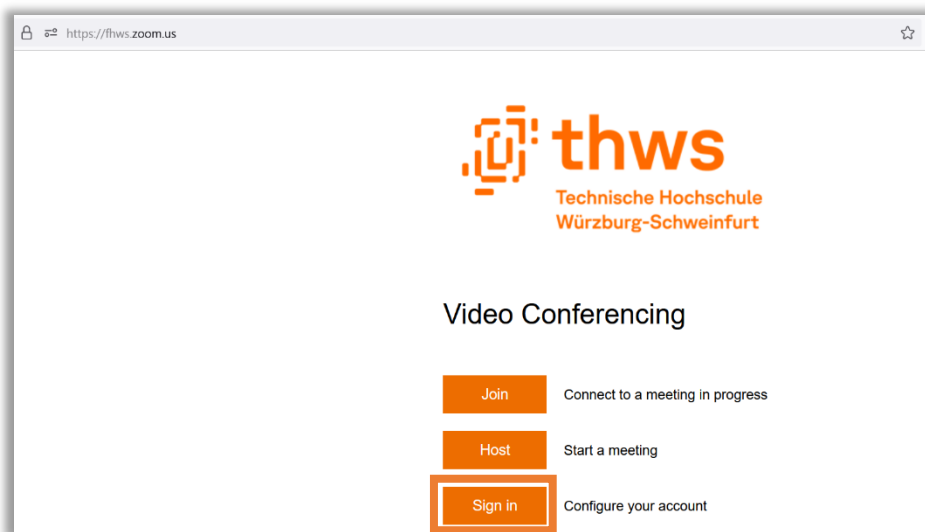 https://fhws.zoom.us
thws
Technische Hochschule
Würzburg-Schweinfurt
Video Conferencing
Join Connect to a meeting in progress
Host Start a meeting
Sign in Configure your account